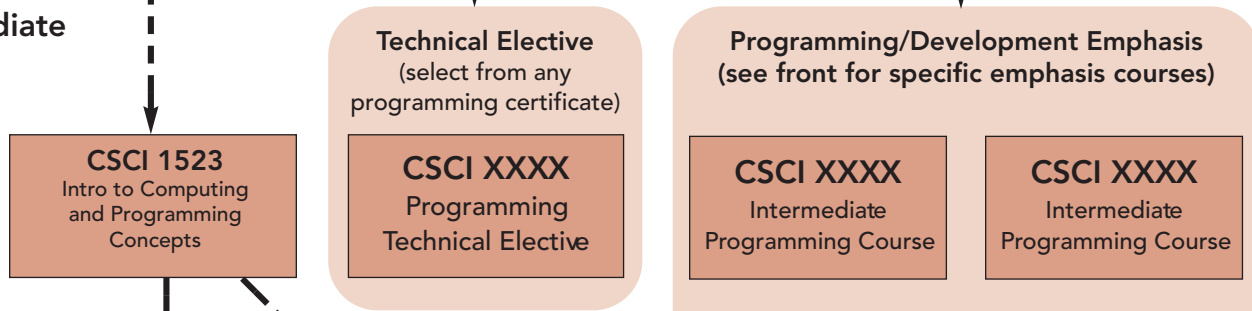 diate
CSCI 1523
Intro to Computing
and Programming
Concepts
Technical Elective
(select from any
programming certificate)
CSCI XXXX
Programming
Technical Elective
Programming/Development Emphasis
(see front for specific emphasis courses)
CSCI XXXX
Intermediate
Programming Course
CSCI XXXX
Intermediate
Programming Course